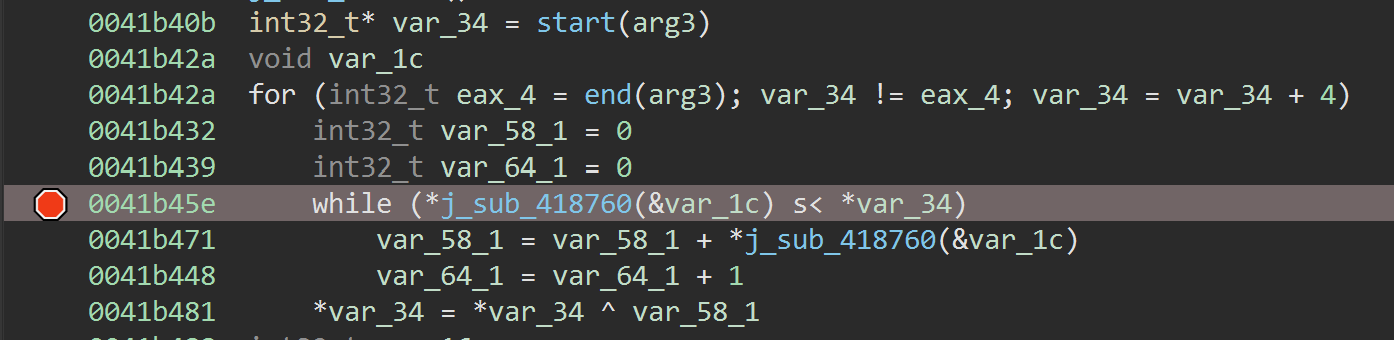 0041b40b int32_t* var_34 = start(arg3)
0041b42a void var_1c
0041b42a for (int32_t eax_4 = end(arg3); var_34 != eax_4; var_34 = var_34 + 4)
0041b432 int32_t var_58_1 = 0
0041b439 int32_t var_64_1 = 0
0041b45e while (*j_sub_418760(&var_1c) s< *var_34)
0041b471 var_58_1 = var_58_1 + *j_sub_418760(&var_1c)
0041b448 var_64_1 = var_64_1 + 1
0041b481 *var_34 = *var_34 ^ var_58_1